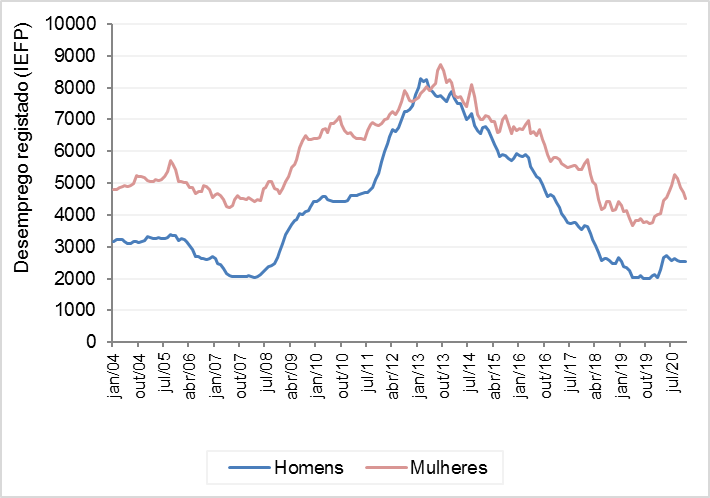 Desemprego registado (IEFP)
10000
9000
8000
7000
6000
5000
4000
3000
2000
1000
0
jan/04
out/04
jul/05
abr/06
jan/07
out/07
jul/08
abr/09
jan/10
out/10
jul/11
abr/12
jan/13
out/13
jul/14
abr/15
jan/16
out/16
jul/17
abr/18
jan/19
out/19
jul/20
Homens
Mulheres